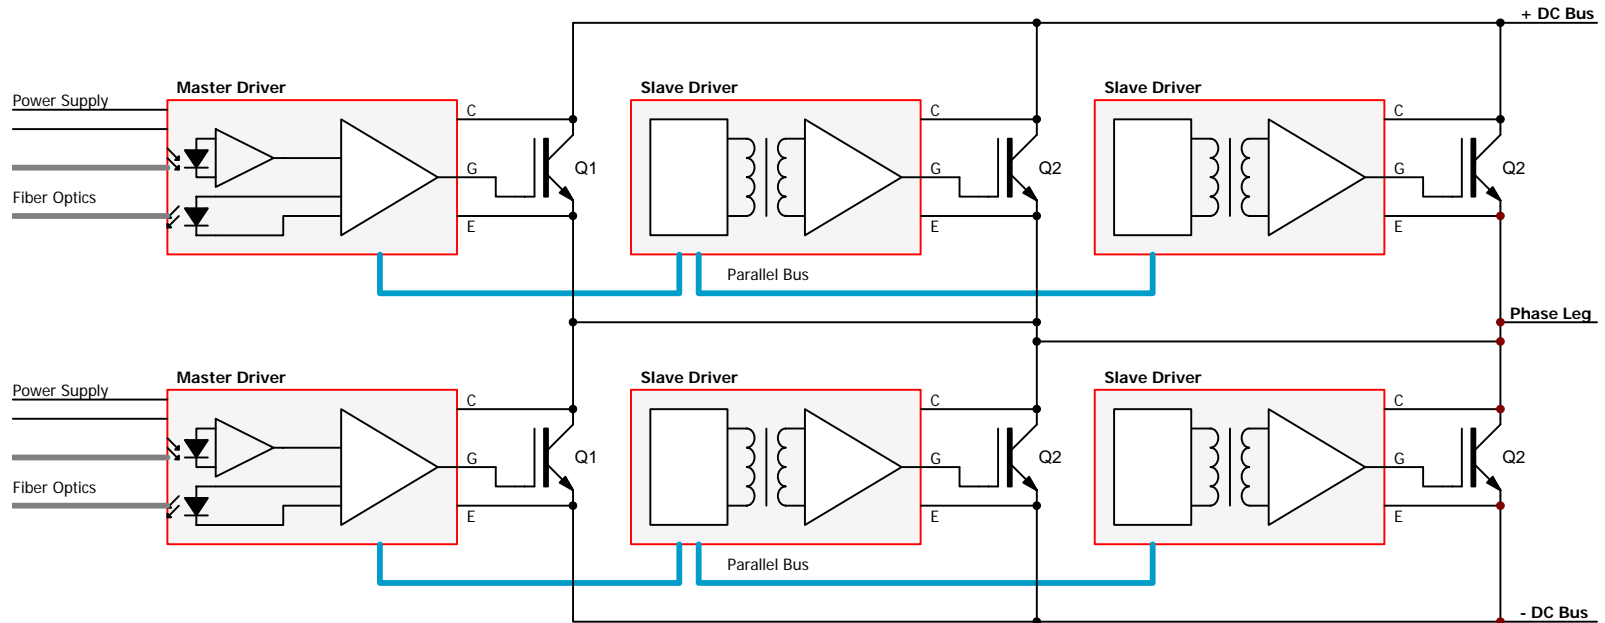 + DC Bus
Master Driver
Slave Driver
Slave Driver
Power Supply
C
C
C
G
Q1
G
Q2
G
Q2
Fiber Optics
E
E
E
Parallel Bus
Phase Leg
Master Driver
Slave Driver
Slave Driver
Power Supply
C
C
C
G
Q1
G
Q2
G
Q2
Fiber Optics
E
E
E
Parallel Bus
- DC Bus